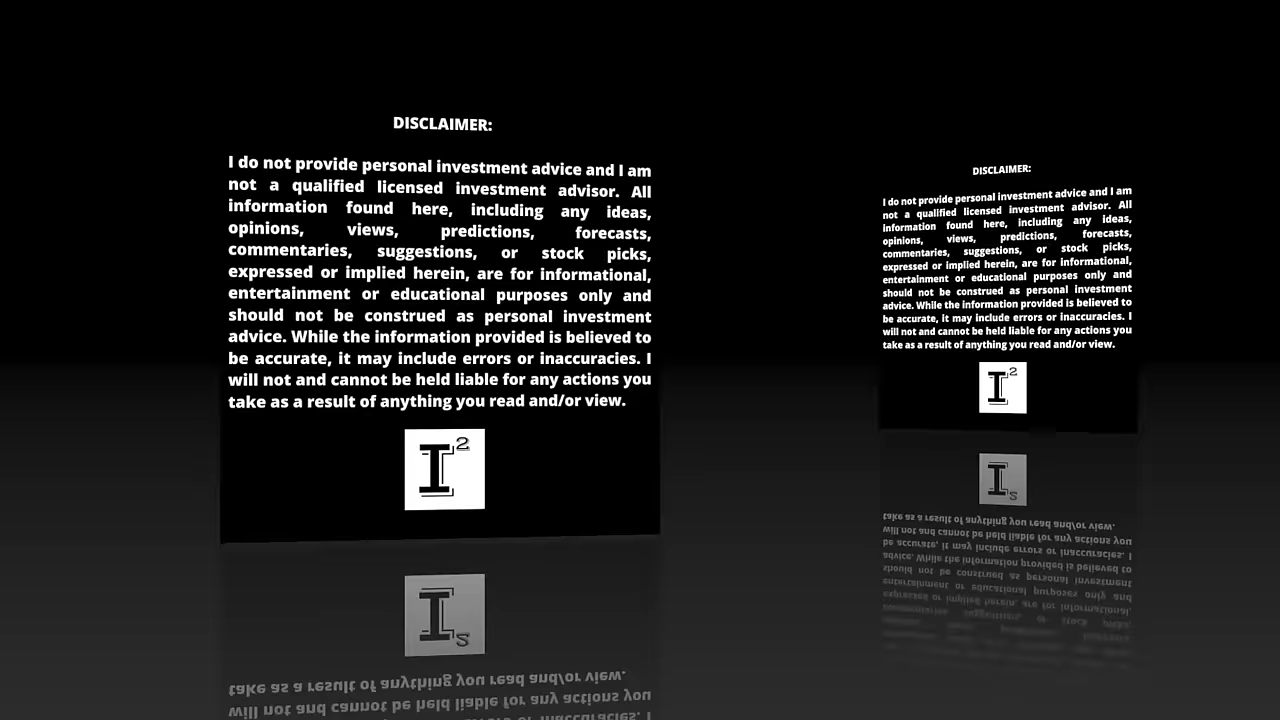 DISCLAIMER:
I do not provide personal investment advice and I am
not a qualified licensed investment advisor. All
information found here, including any ideas,
opinions, views, predictions, forecasts,
commentaries, suggestions, or stock picks,
expressed or implied herein, are for informational,
entertainment or educational purposes only and
should not be construed as personal investment
advice. While the information provided is believed to
be accurate, it may include errors or inaccuracies. I
will not and cannot be held liable for any actions you
take as a result of anything you read and/or view.
I2
DISCLAIMER:
I do not provide personal investment advice and I am
not a qualified licensed investment advisor. All
information found here, including any ideas,
opinions, views, predictions, forecasts,
commentaries, suggestions, or stock picks,
expressed or implied herein, are for informational,
entertainment or educational purposes only and
should not be construed as personal investment
advice. While the information provided is believed to
be accurate, it may include errors or inaccuracies. I
will not and cannot be held liable for any actions you
take as a result of anything you read and/or view.
I2